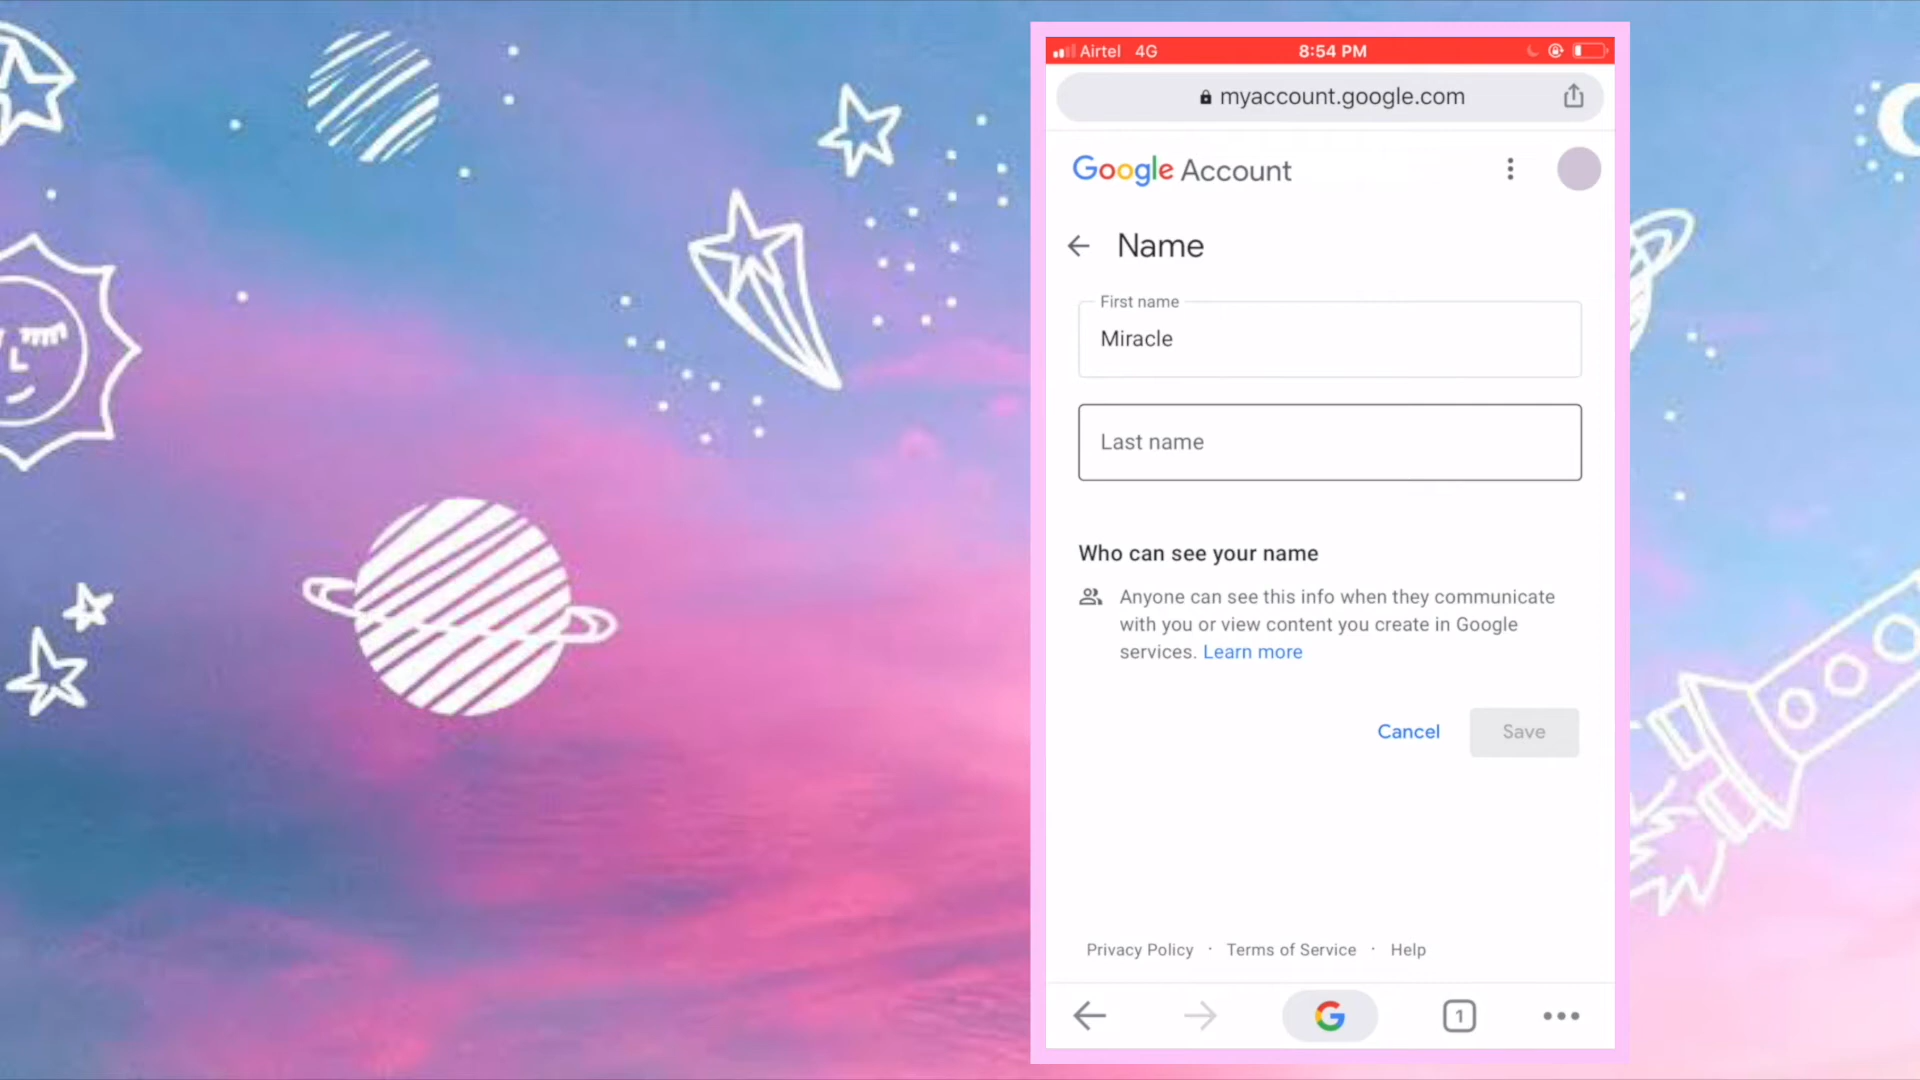 Airtel 4G 8:54 PM
myaccount.google.com
Google Account
Name
First name
Miracle
Last name
Who can see your name
Anyone can see this info when they communicate
with you or view content you create in Google
services. Learn more
Cancel Save
Privacy Policy · Terms of Service · Help
G 1